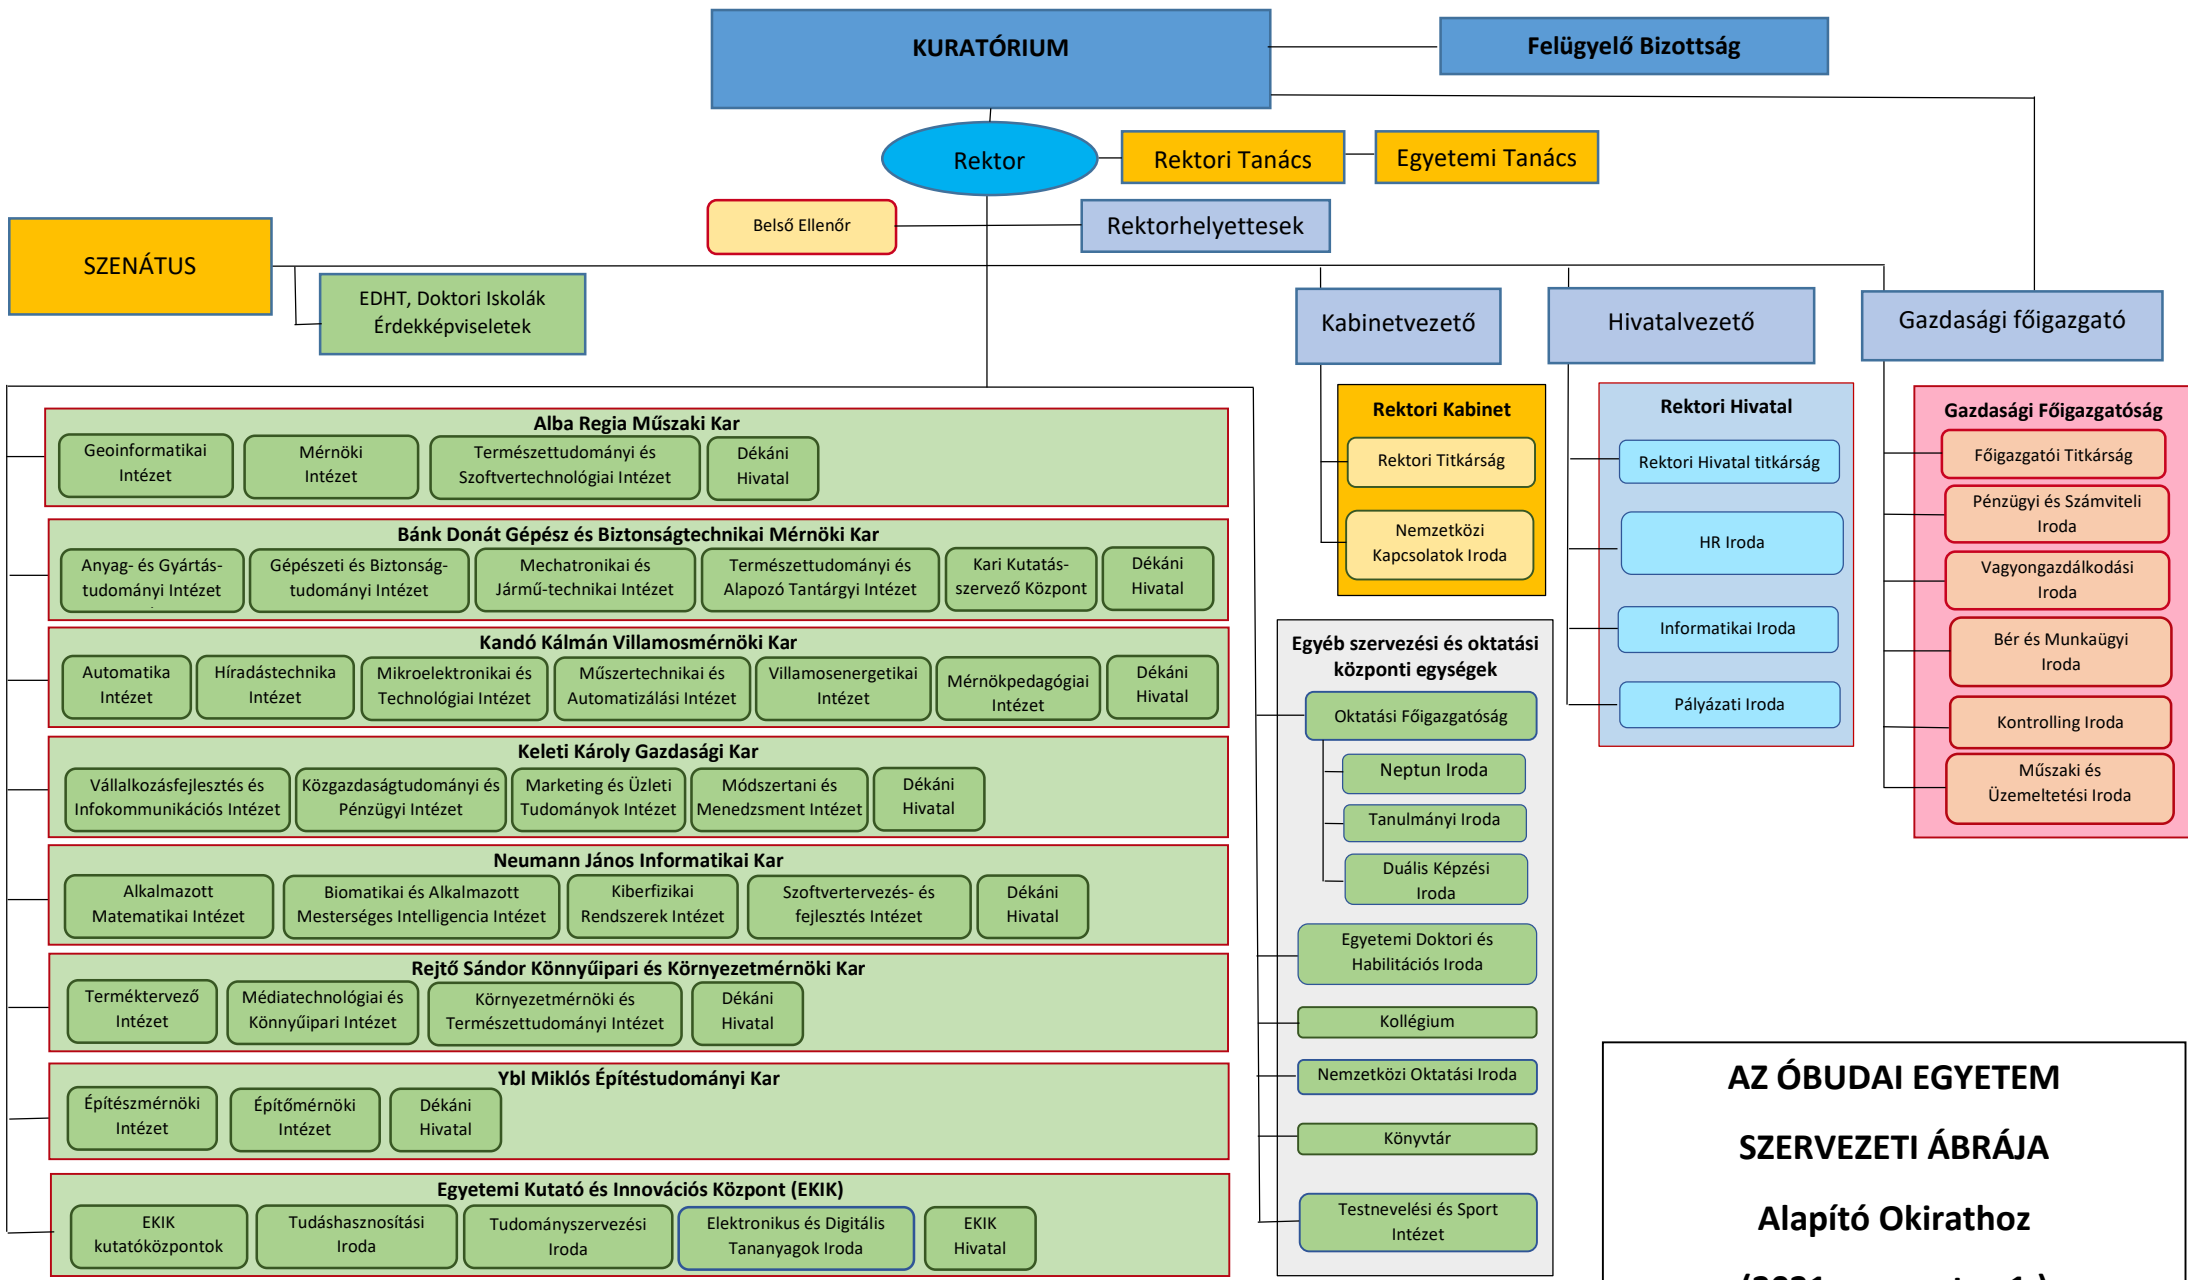 KURATÓRIUM
Felügyelő Bizottság
Rektor
Rektori Tanács
Egyetemi Tanács
Belső Ellenőr
Rektorhelyettesek
SZENÁTUS
EDHT, Doktori Iskolák
Érdekképviseletek
Kabinetvezető
Hivatalvezető
Gazdasági főigazgató
Alba Regia Műszaki Kar
Geoinformatikai
Intézet
Mérnöki
Intézet
Természettudományi és
Szoftvertechnológiai Intézet
Dékáni
Hivatal
Bánk Donát Gépész és Biztonságtechnikai Mérnöki Kar
Anyag- és Gyártás-
tudományi Intézet
Gépészeti és Biztonság-
tudományi Intézet
Mechatronikai és
Jármű-technikai Intézet
Természettudományi és
Alapozó Tantárgyi Intézet
Kari Kutatás-
szervező Központ
Dékáni
Hivatal
Kandó Kálmán Villamosmérnöki Kar
Automatika
Intézet
Híradástechnika
Intézet
Mikroelektronikai és
Technológiai Intézet
Műszertechnikai és
Automatizálási Intézet
Villamosenergetikai
Intézet
Mérnökpedagógiai
Intézet
Dékáni
Hivatal
Keleti Károly Gazdasági Kar
Vállalkozásfejlesztés és
Infokommunikációs Intézet
Közgazdaságtudományi és
Pénzügyi Intézet
Marketing és Üzleti
Tudományok Intézet
Módszertani és
Menedzsment Intézet
Dékáni
Hivatal
Neumann János Informatikai Kar
Alkalmazott
Matematikai Intézet
Biomatikai és Alkalmazott
Mesterséges Intelligencia Intézet
Kiberfizikai
Rendszerek Intézet
Szoftvertervezés- és
fejlesztés Intézet
Dékáni
Hivatal
Rejtő Sándor Könnyűipari és Környezetmérnöki Kar
Terméktervező
Intézet
Médiatechnológiai és
Könnyűipari Intézet
Környezetmérnöki és
Természettudományi Intézet
Dékáni
Hivatal
Ybl Miklós Építéstudományi Kar
Építészmérnöki
Intézet
Építőmérnöki
Intézet
Dékáni
Hivatal
Egyetemi Kutató és Innovációs Központ (EKIK)
EKIK
kutatóközpontok
Tudáshasznosítási
Iroda
Tudományszervezési
Iroda
Elektronikus és Digitális
Tananyagok Iroda
EKIK
Hivatal
Rektori Kabinet
Rektori Titkárság
Nemzetközi
Kapcsolatok Iroda
Egyéb szervezési és oktatási
központi egységek
Oktatási Főigazgatóság
Neptun Iroda
Tanulmányi Iroda
Duális Képzési
Iroda
Egyetemi Doktori és
Habilitációs Iroda
Kollégium
Nemzetközi Oktatási Iroda
Könyvtár
Testnevelési és Sport
Intézet
Rektori Hivatal
Rektori Hivatal titkárság
HR Iroda
Informatikai Iroda
Pályázati Iroda
Gazdasági Főigazgatóság
Főigazgatói Titkárság
Pénzügyi és Számviteli
Iroda
Vagyongazdálkodási
Iroda
Bér és Munkaügyi
Iroda
Kontrolling Iroda
Műszaki és
Üzemeltetési Iroda
AZ ÓBUDAI EGYETEM
SZERVEZETI ÁBRÁJA
Alapító Okirathoz